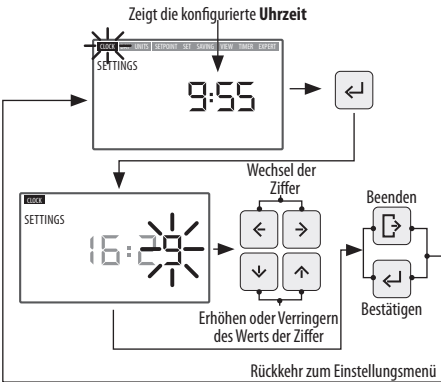 Zeigt die konfigurierte Uhrzeit
CLOCK UNITS SETPOINT SET SAVING VIEW TIMER EXPERT
SETTINGS
9:55
Wechsel der
Ziffer
CLOCK
SETTINGS
16:29
Beenden
Bestätigen
Erhöhen oder Verringern
des Werts der Ziffer
Rückkehr zum Einstellungsmenü